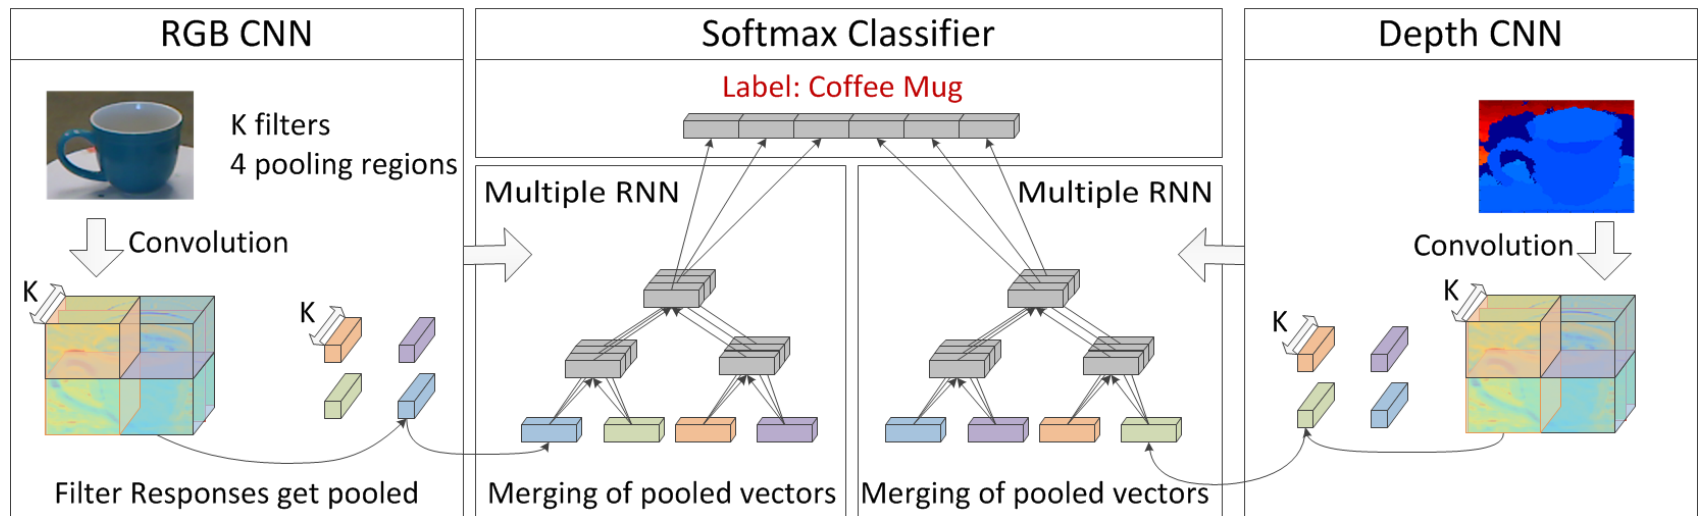 RGB CNN
K filters
4 pooling regions
Convolution
K
K
Filter Responses get pooled
Softmax Classifier
Label: Coffee Mug
Multiple RNN
Merging of pooled vectors
Multiple RNN
Merging of pooled vectors
Depth CNN
Convolution
K
K